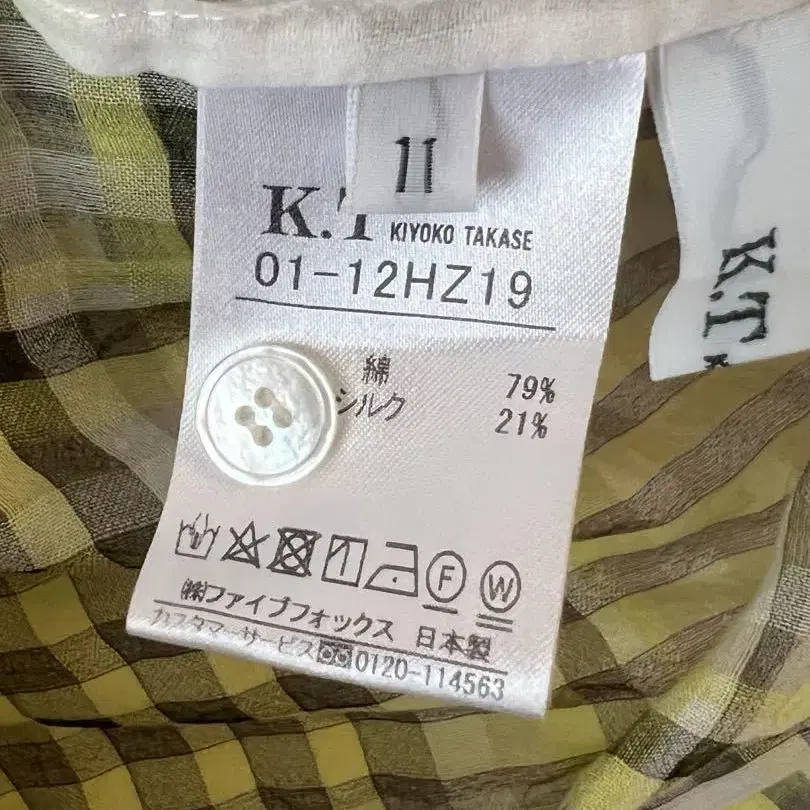 11
K.T KIYOKO TAKASE
01-12HZ19
綿 79%
シルク 21%
F W
㈱ファイブフォックス 日本製
カスタマーサービス 0120-114563
K.T